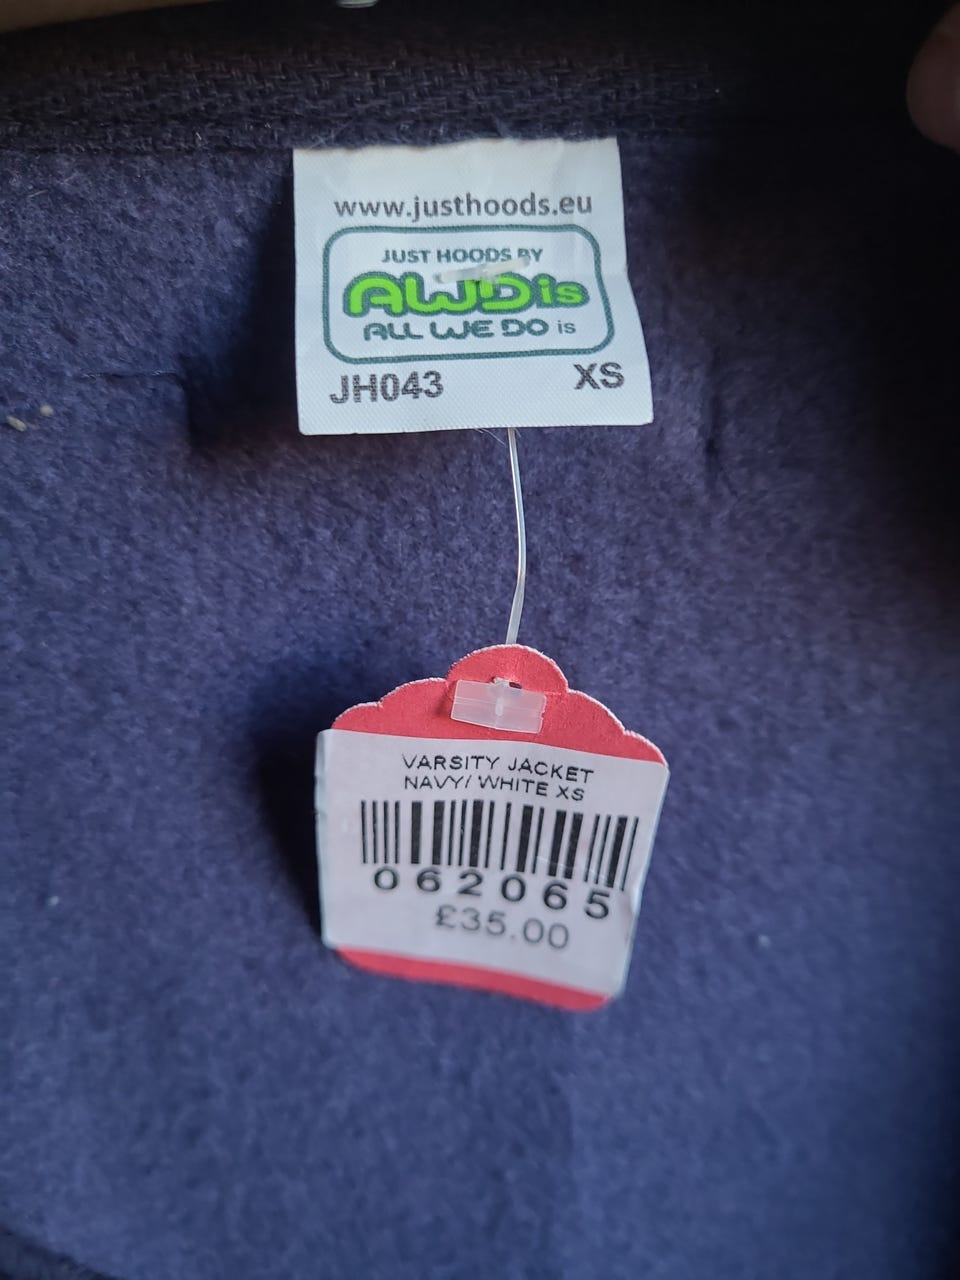 www.justhoods.eu
JUST HOODS BY
AWDis
ALL WE DO is
JH043 XS
VARSITY JACKET
NAVY/ WHITE XS
062065
£35.00